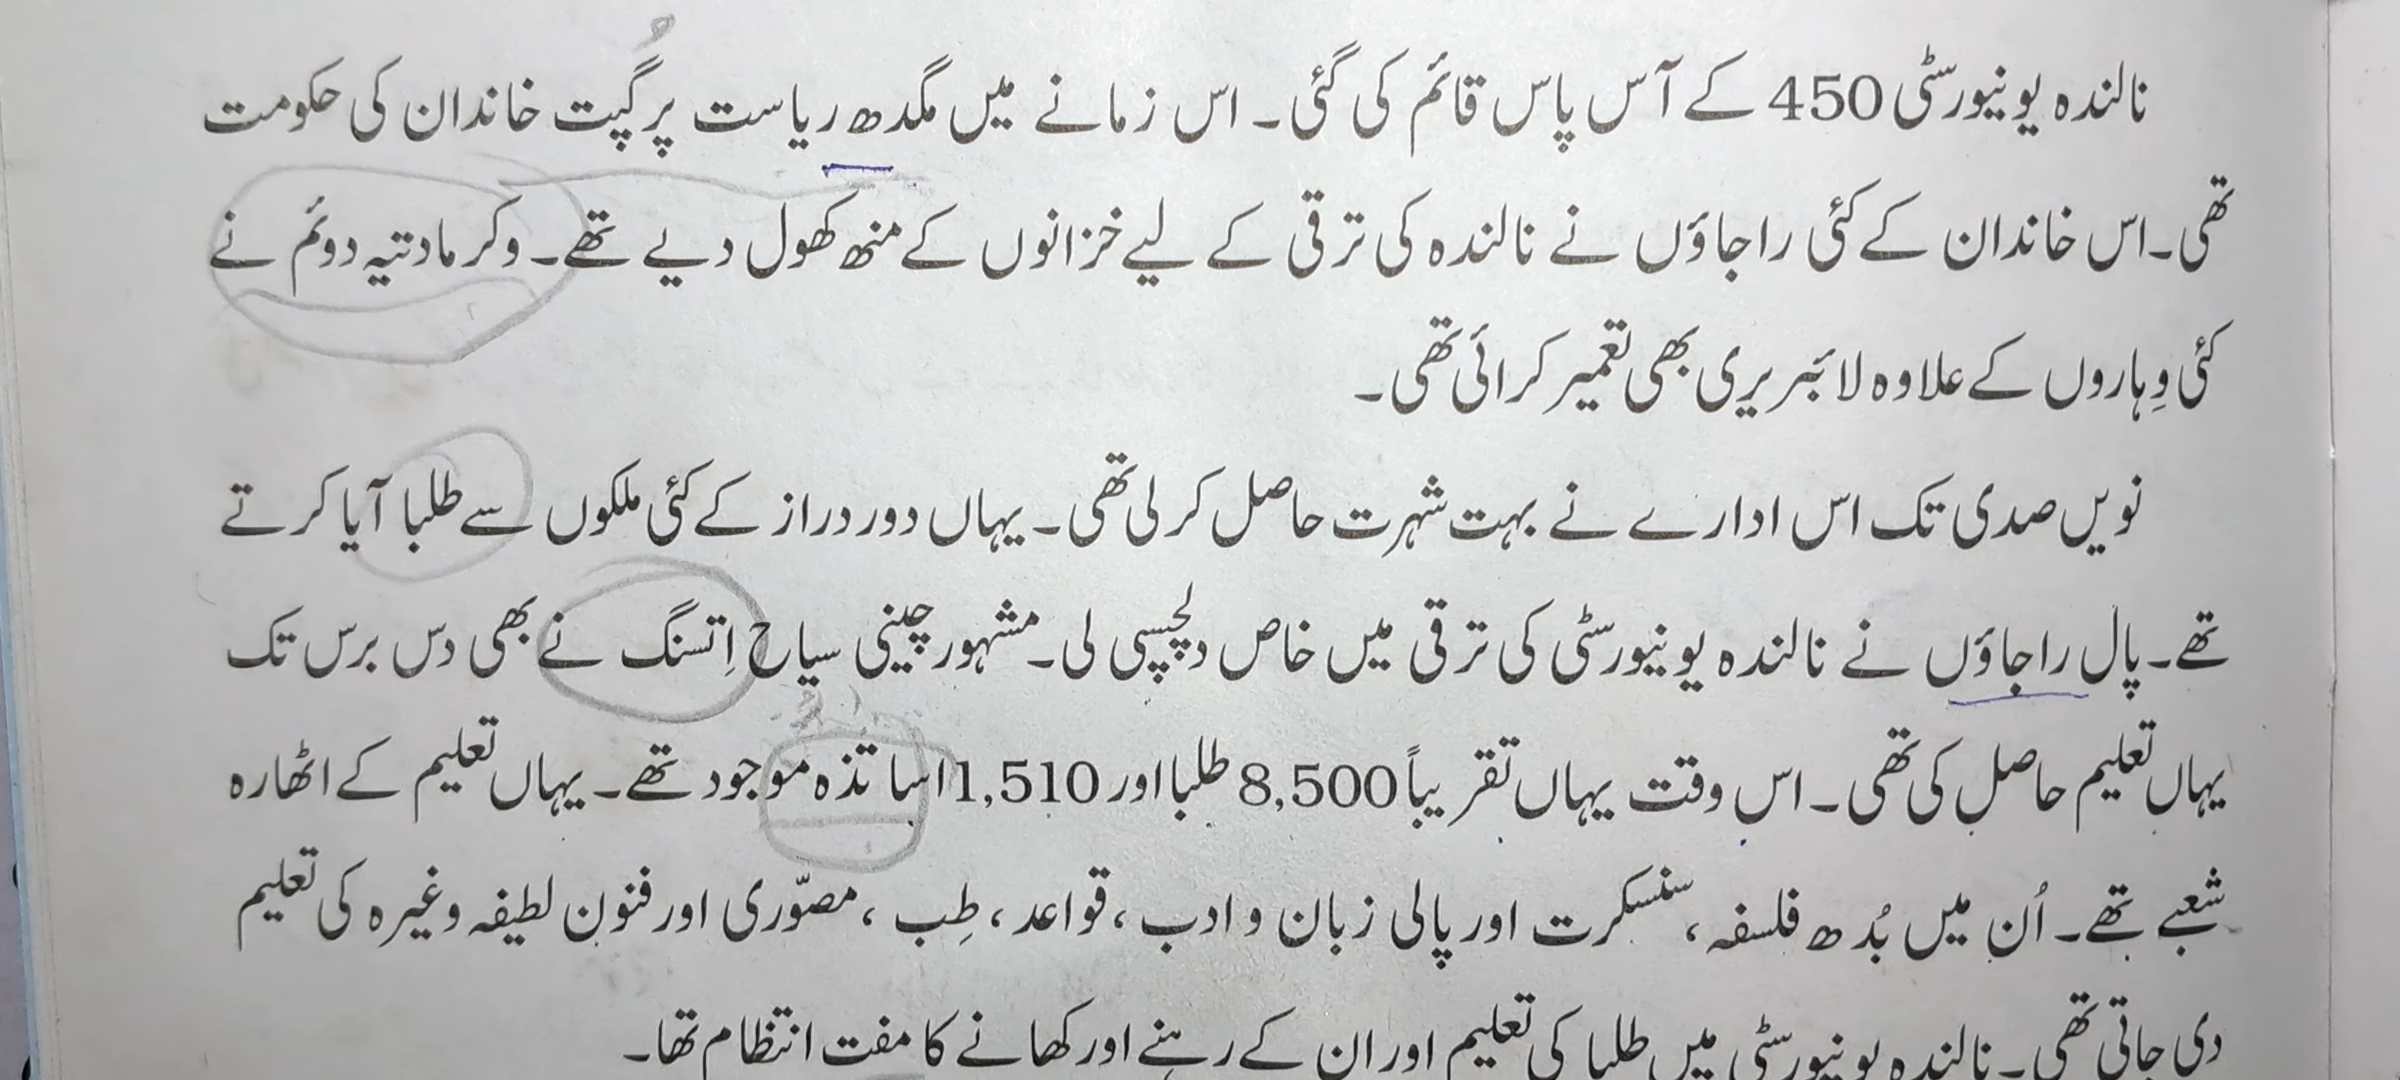 نالندہ یونیورسٹی 450 کے آس پاس قائم کی گئی۔ اس زمانے میں مگدھ ریاست پر گُپت خاندان کی حکومت
تھی۔ اس خاندان کے کئی راجاؤں نے نالندہ کی ترقی کے لیے خزانوں کے منھ کھول دیے تھے۔ وکرمادتیہ دوئم نے
کئی وِہاروں کے علاوہ لائبریری بھی تعمیر کرائی تھی۔
نویں صدی تک اس ادارے نے بہت شہرت حاصل کر لی تھی۔ یہاں دور دراز کے کئی ملکوں سے طلبا آیا کرتے
تھے۔ پال راجاؤں نے نالندہ یونیورسٹی کی ترقی میں خاص دلچسپی لی۔ مشہور چینی سیاح اِتسنگ نے بھی دس برس تک
یہاں تعلیم حاصل کی تھی۔ اس وقت یہاں تقریباً 8,500 طلبا اور 1,510 اساتذہ موجود تھے۔ یہاں تعلیم کے اٹھارہ
شعبے تھے۔ اُن میں بُدھ فلسفہ، سنسکرت اور پالی زبان و ادب، قواعد، طِب، مصوّری اور فنون لطیفہ وغیرہ کی تعلیم
دی جاتی تھی۔ نالندہ یونیورسٹی میں طلبا کی تعلیم اور ان کے رہنے اور کھانے کا مفت انتظام تھا۔